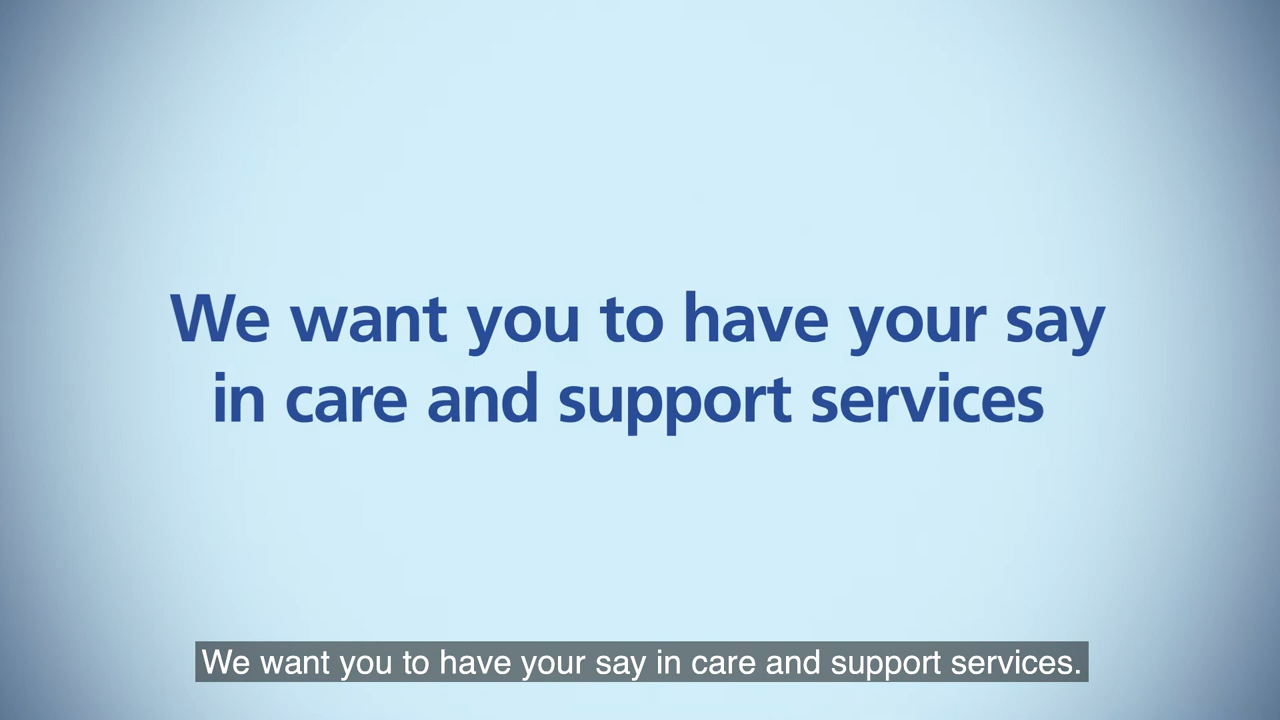 We want you to have your say
in care and support services
We want you to have your say in care and support services.